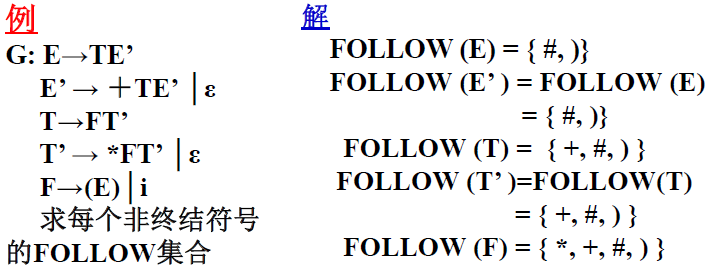 例
G: E→TE’
E’ → ＋TE’ │ε
T→FT’
T’ → *FT’ │ε
F→(E)│i
求每个非终结符号
的FOLLOW集合
解
FOLLOW (E) = { #, )}
FOLLOW (E’ ) = FOLLOW (E)
= { #, )}
FOLLOW (T) = { +, #, ) }
FOLLOW (T’ )=FOLLOW(T)
= { +, #, ) }
FOLLOW (F) = { *, +, #, ) }